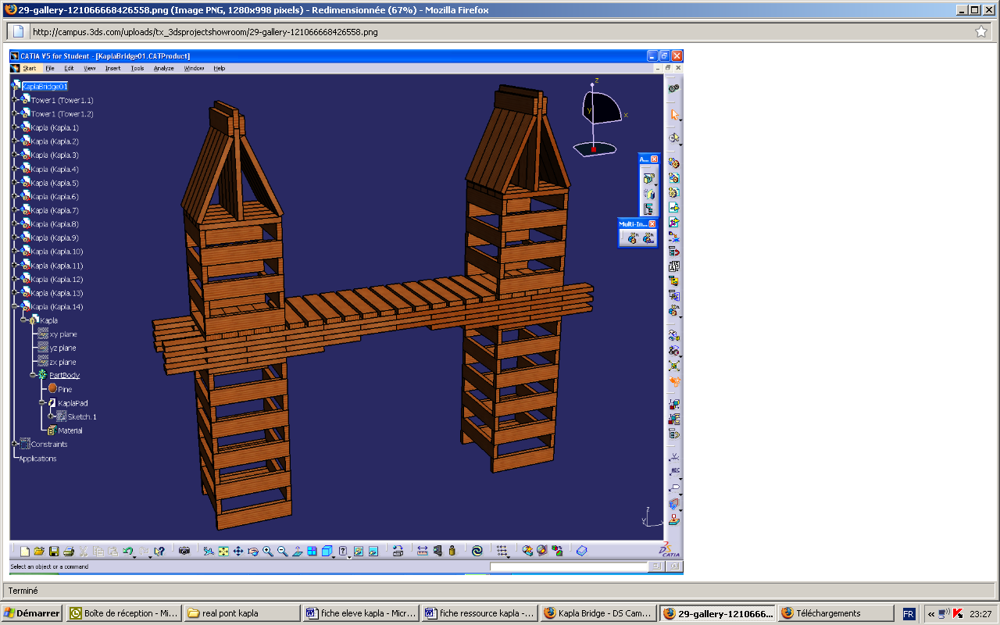 29-gallery-121066668426558.png (Image PNG, 1280x998 pixels) - Redimensionnée (67%) - Mozilla Firefox
http://campus.3ds.com/uploads/tx_3dsprojectshowroom/29-gallery-121066668426558.png
CATIA V5 for Student - [KaplaBridge01.CATProduct]
Start File Edit View Insert Tools Analyze Window Help
KaplaBridge01
Tower1 (Tower1.1)
Tower1 (Tower1.2)
Kapla (Kapla.1)
Kapla (Kapla.2)
Kapla (Kapla.3)
Kapla (Kapla.4)
Kapla (Kapla.5)
Kapla (Kapla.6)
Kapla (Kapla.7)
Kapla (Kapla.8)
Kapla (Kapla.9)
Kapla (Kapla.10)
Kapla (Kapla.11)
Kapla (Kapla.12)
Kapla (Kapla.13)
Kapla (Kapla.14)
Kapla
xy plane
yz plane
zx plane
PartBody
Pine
KaplaPad
Sketch.1
Material
Constraints
Applications
z
y
x
A...
Multi-In...
ABC
z
y
DS CATIA
Select an object or a command
Terminé
Démarrer
Boîte de réception - Mi...
real pont kapla
fiche eleve kapla - Micr...
fiche ressource kapla -...
Kapla Bridge - DS Cam...
29-gallery-1210666...
Téléchargements
FR
23:27